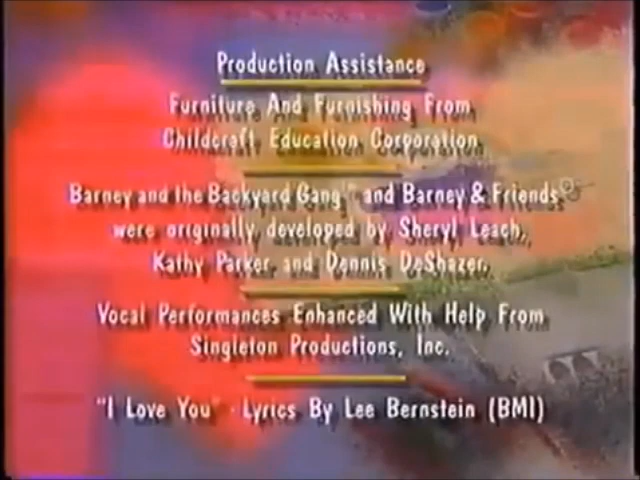 Production Assistance
Furniture And Furnishing From
Childcraft Education Corporation
Barney and the Backyard Gang™ and Barney & Friends®
were originally developed by Sheryl Leach,
Kathy Parker and Dennis DeShazer.
Vocal Performances Enhanced With Help From
Singleton Productions, Inc.
"I Love You" - Lyrics By Lee Bernstein (BMI)